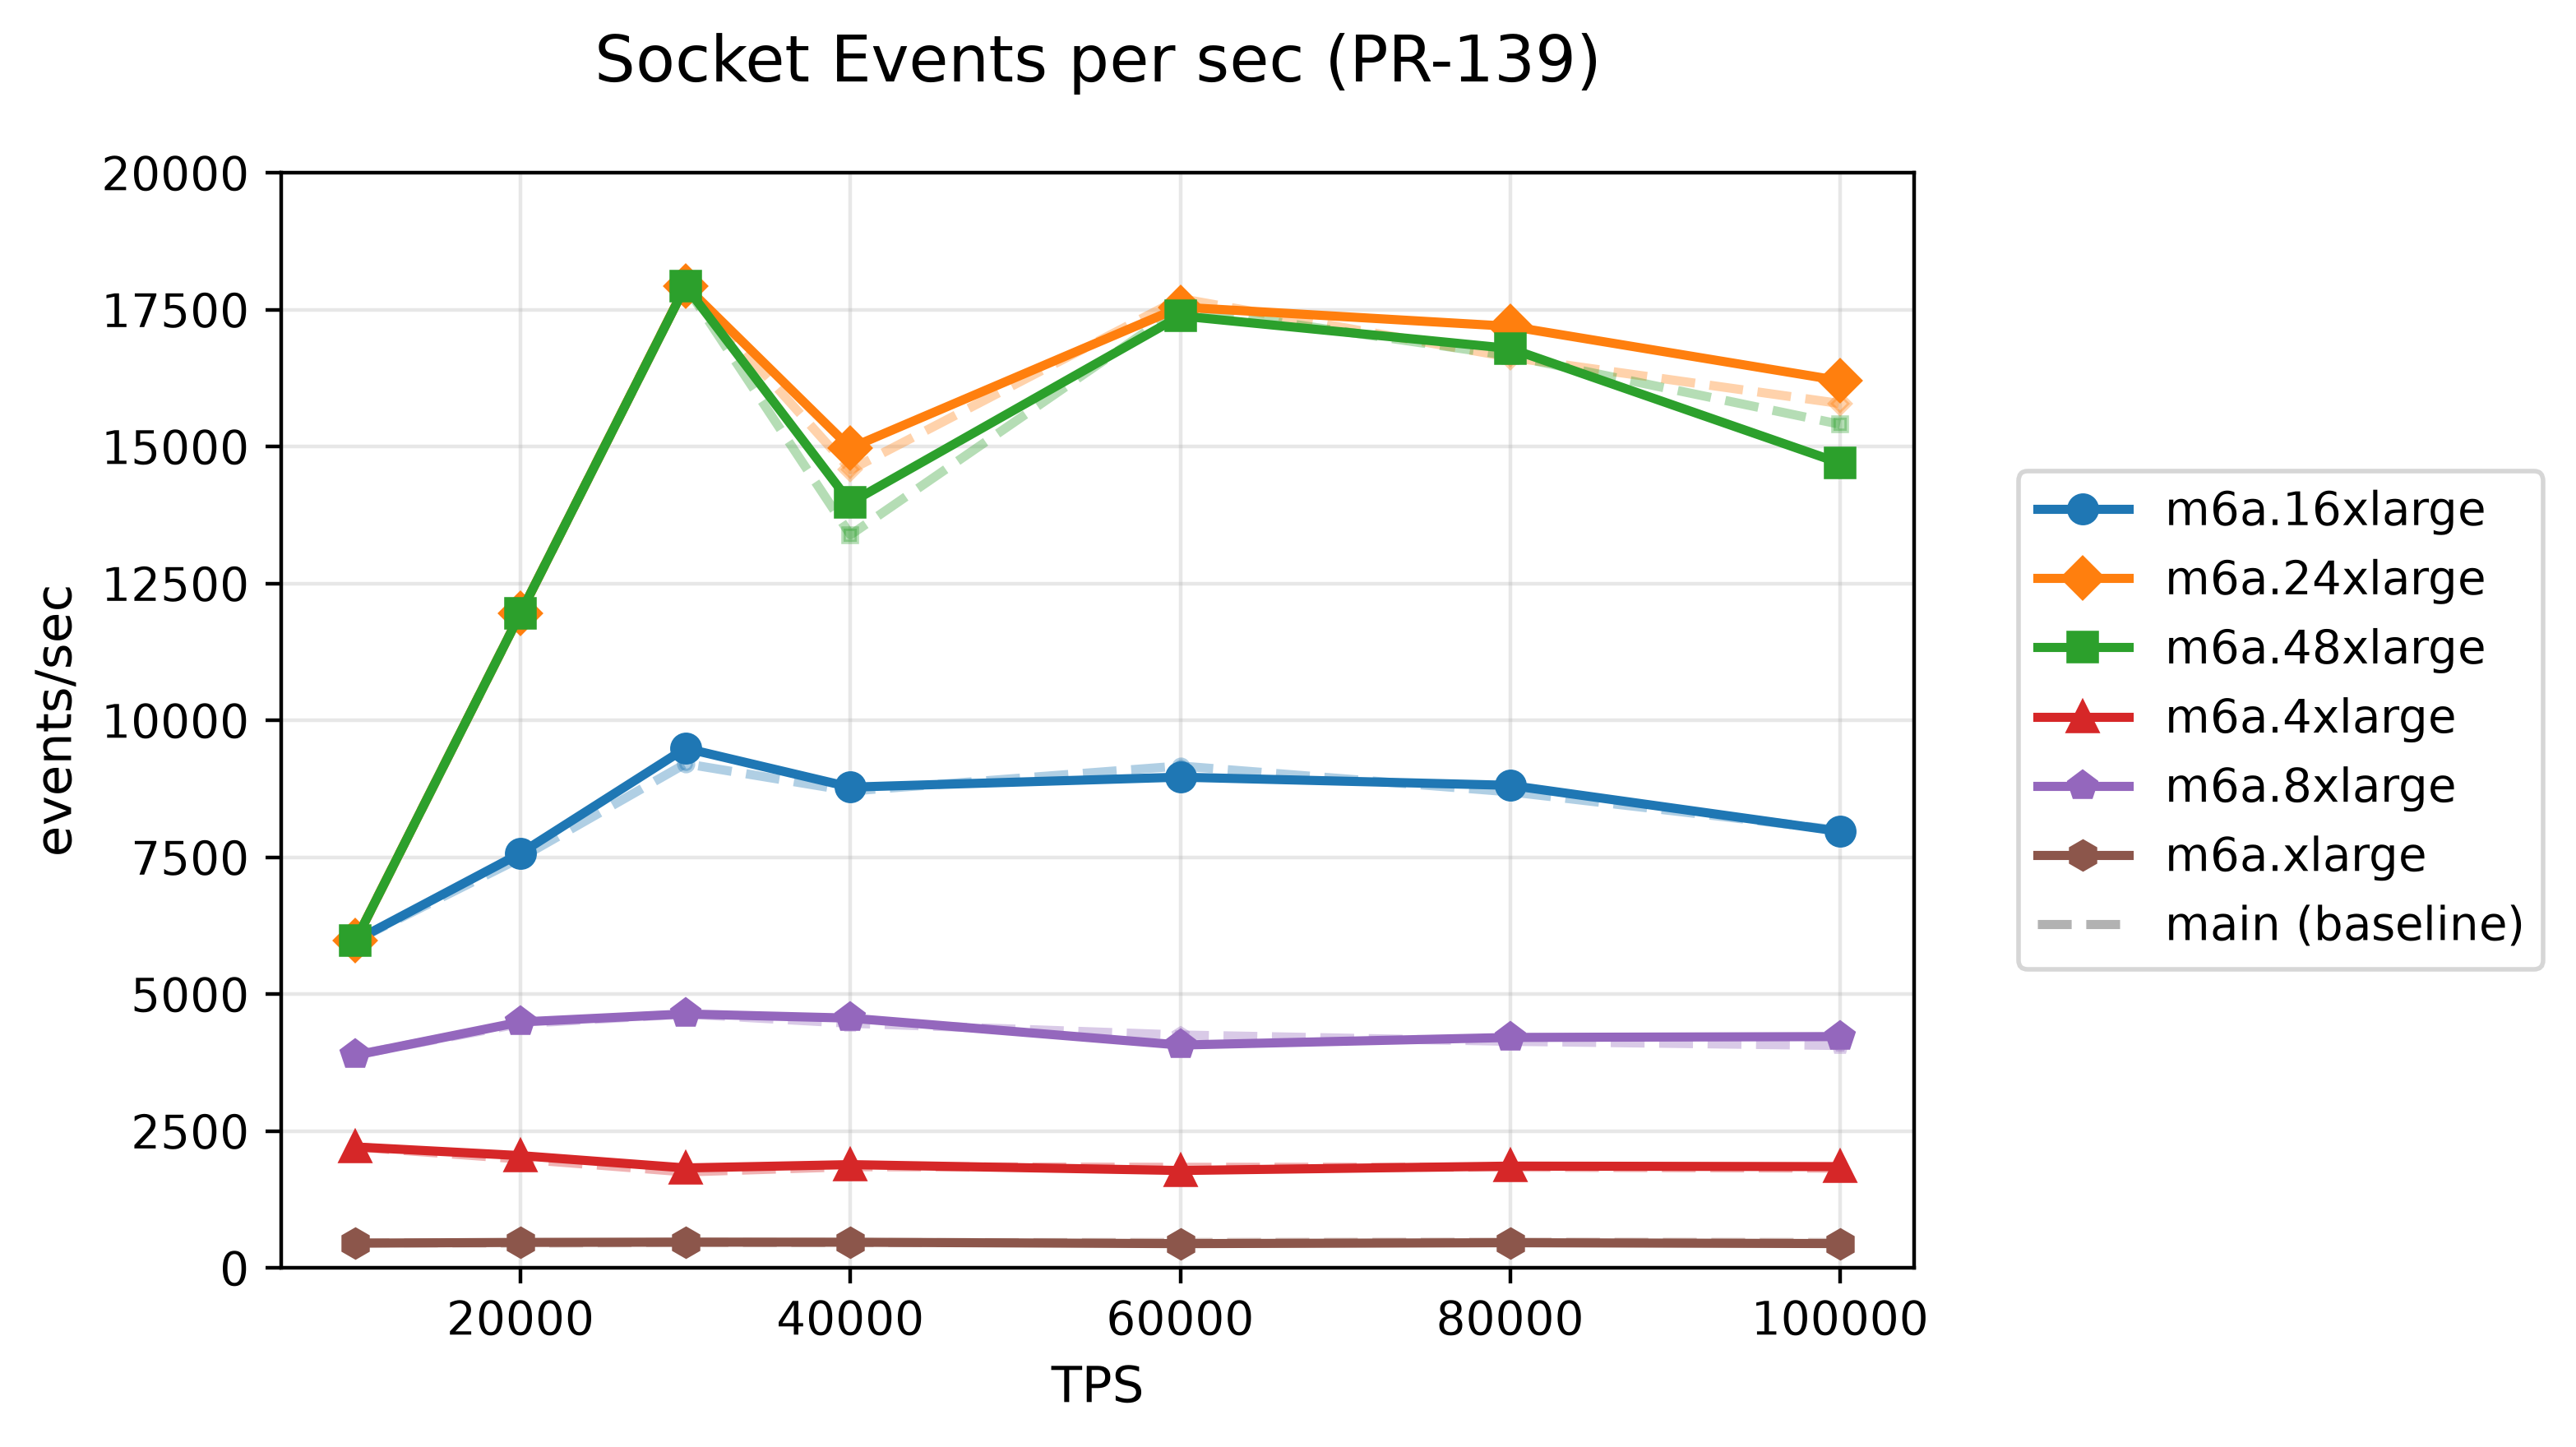 Socket Events per sec (PR-139)
20000
17500
15000
12500
10000
7500
5000
2500
0
events/sec
20000 40000 60000 80000 100000
TPS
m6a.16xlarge
m6a.24xlarge
m6a.48xlarge
m6a.4xlarge
m6a.8xlarge
m6a.xlarge
main (baseline)